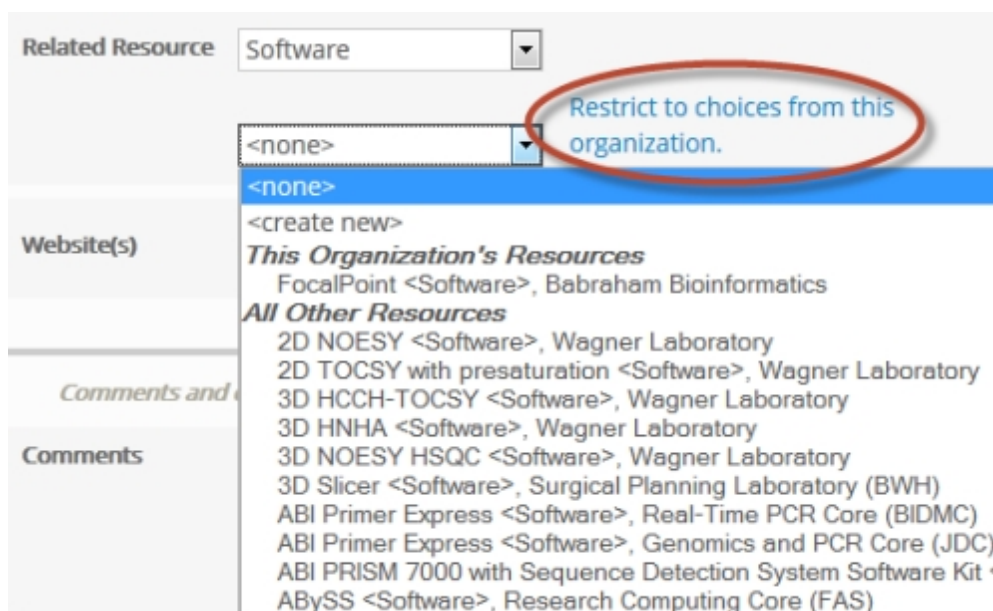 Related Resource Software
Restrict to choices from this
organization.
<none>
<none>
<create new>
Website(s)
This Organization's Resources
FocalPoint <Software>, Babraham Bioinformatics
All Other Resources
2D NOESY <Software>, Wagner Laboratory
2D TOCSY with presaturation <Software>, Wagner Laboratory
Comments and
3D HCCH-TOCSY <Software>, Wagner Laboratory
3D HNHA <Software>, Wagner Laboratory
Comments
3D NOESY HSQC <Software>, Wagner Laboratory
3D Slicer <Software>, Surgical Planning Laboratory (BWH)
ABI Primer Express <Software>, Real-Time PCR Core (BIDMC)
ABI Primer Express <Software>, Genomics and PCR Core (JDC)
ABI PRISM 7000 with Sequence Detection System Software Kit <
ABySS <Software>, Research Computing Core (FAS)